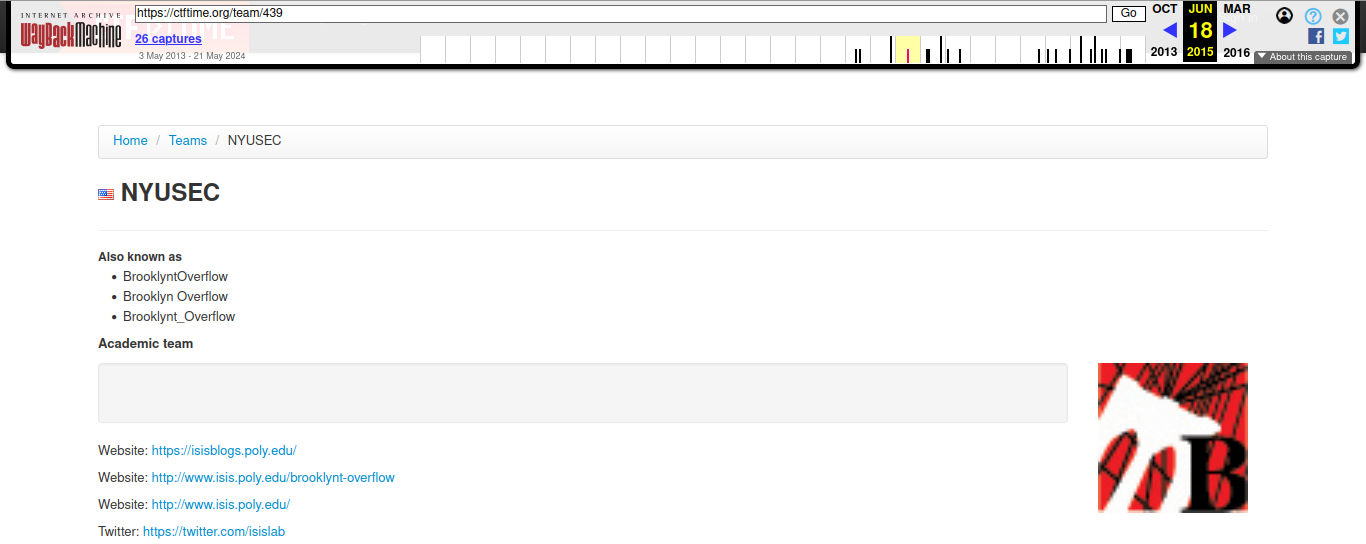 INTERNET ARCHIVE
WayBackMachine
https://ctftime.org/team/439
Go
26 captures
3 May 2013 - 21 May 2024
OCT JUN MAR
18
2013 2015 2016
About this capture
Home / Teams / NYUSEC
NYUSEC
Also known as
BrooklyntOverflow
Brooklyn Overflow
Brooklynt_Overflow
Academic team
Website: https://isisblogs.poly.edu/
Website: http://www.isis.poly.edu/brooklynt-overflow
Website: http://www.isis.poly.edu/
Twitter: https://twitter.com/isislab
B